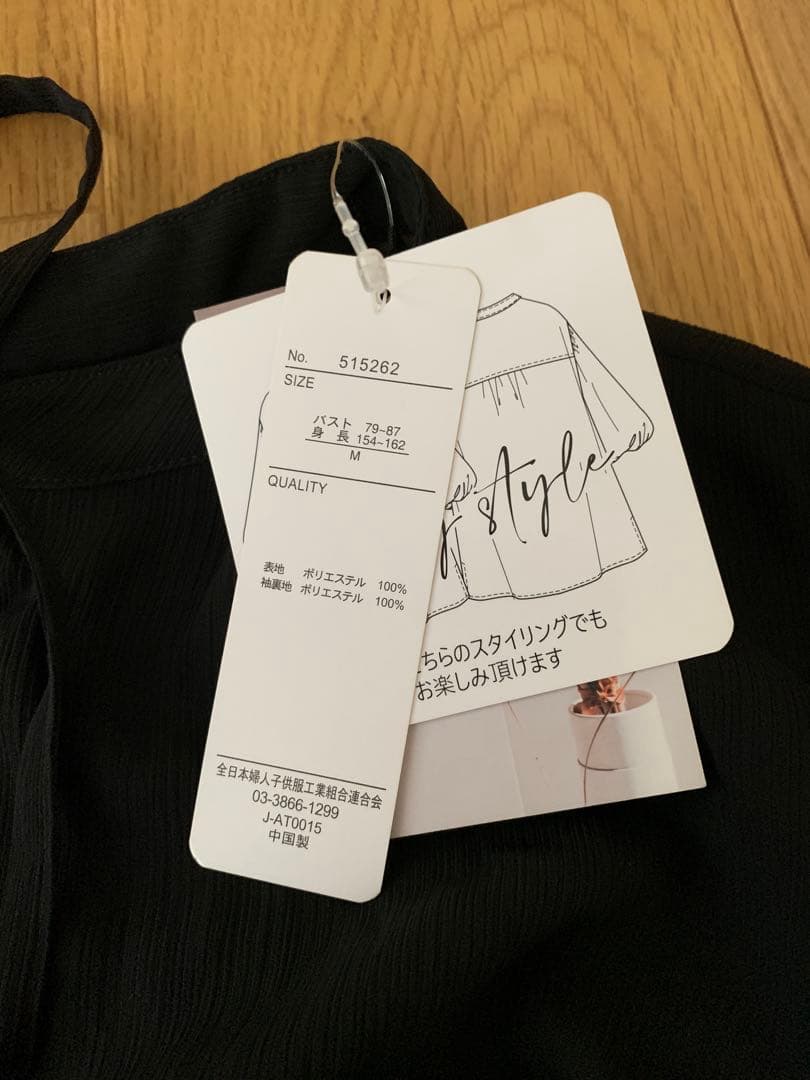 No. 515262
SIZE
バスト 79~87
身 長 154~162
M
QUALITY
表地 ポリエステル 100%
袖裏地 ポリエステル 100%
全日本婦人子供服工業組合連合会
03-3866-1299
J-AT0015
中国製
style
ちらのスタイリングでも
お楽しみ頂けます